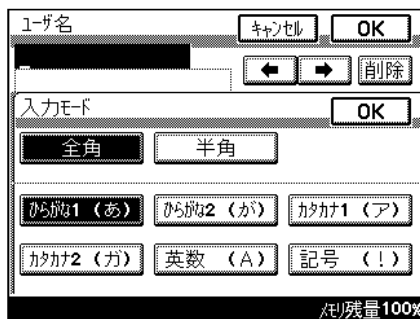 ユーザ名 ｷｬﾝｾﾙ OK
← → 削除
入力ﾓｰﾄﾞ OK
全角 半角
ひらがな1 （あ） ひらがな2 （が） ｶﾀｶﾅ1 （ア）
ｶﾀｶﾅ2 （ガ） 英数 （A） 記号 （！）
ﾒﾓﾘ残量100%